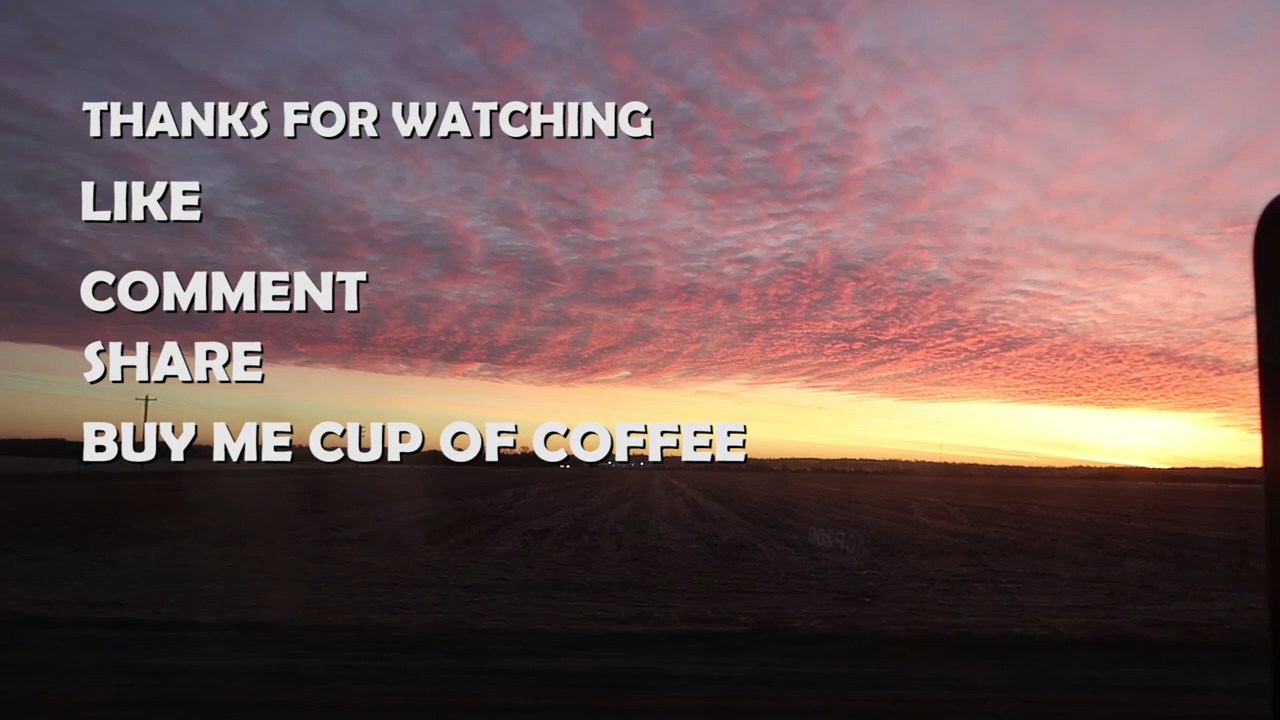 THANKS FOR WATCHING
LIKE
COMMENT
SHARE
BUY ME CUP OF COFFEE